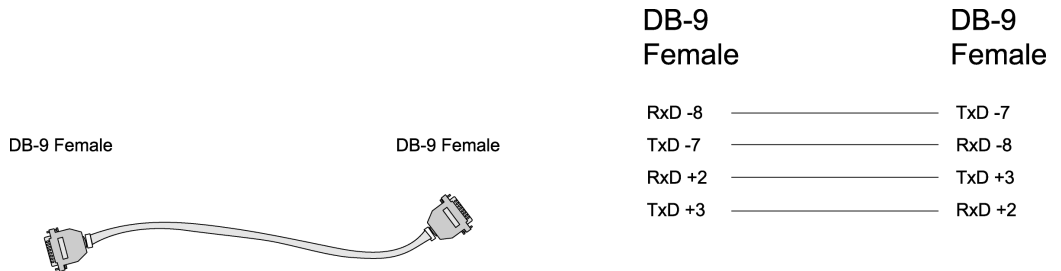 DB-9 Female
DB-9 Female
DB-9
Female
DB-9
Female
RxD -8 TxD -7
TxD -7 RxD -8
RxD +2 TxD +3
TxD +3 RxD +2